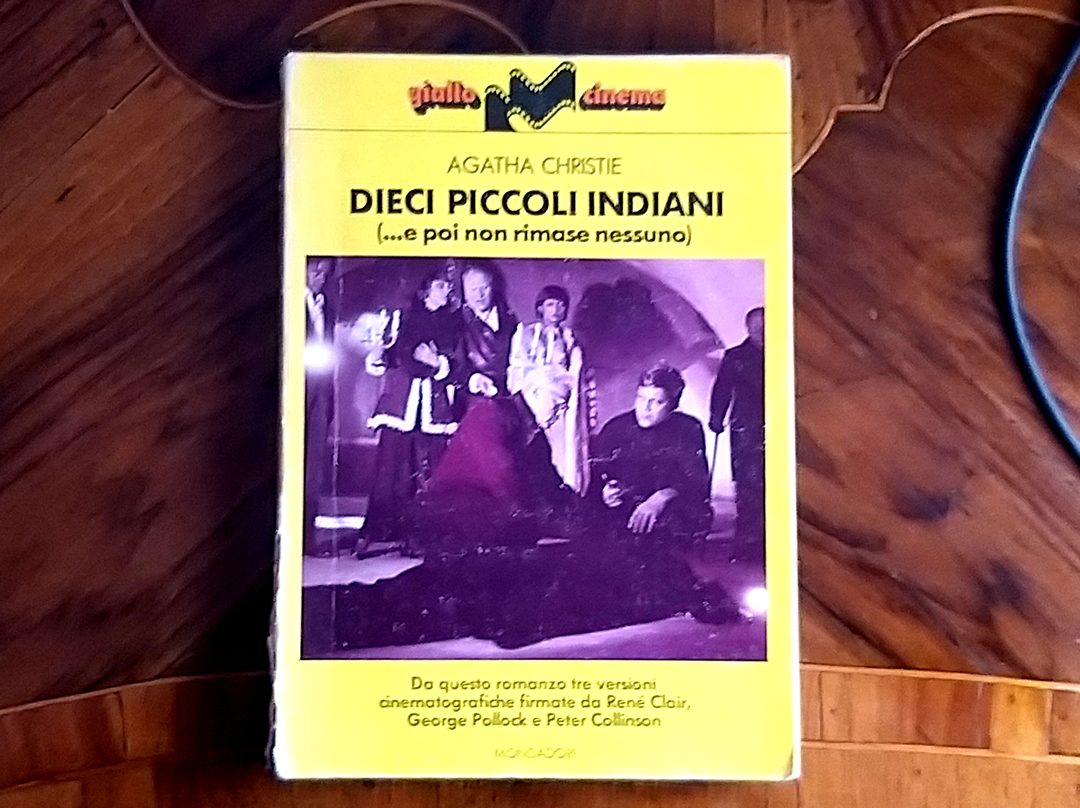 giallo cinema
AGATHA CHRISTIE
DIECI PICCOLI INDIANI
(...e poi non rimase nessuno)
Da questo romanzo tre versioni
cinematografiche firmate da René Clair,
George Pollock e Peter Collinson
MONDADORI